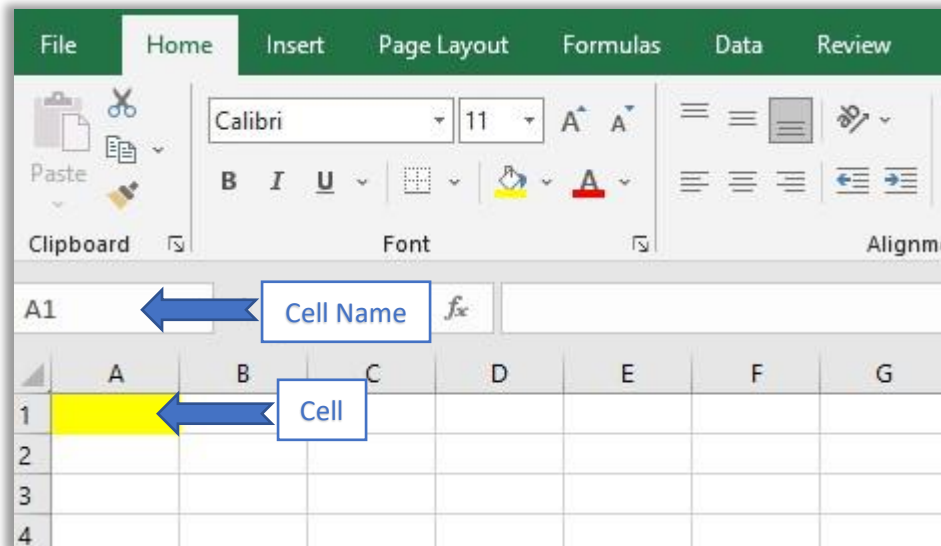 File Home Insert Page Layout Formulas Data Review
Calibri 11 A A
Paste
B I U A
Clipboard Font Alignm
A1 Cell Name fx
A B C D E F G
1 Cell
2
3
4